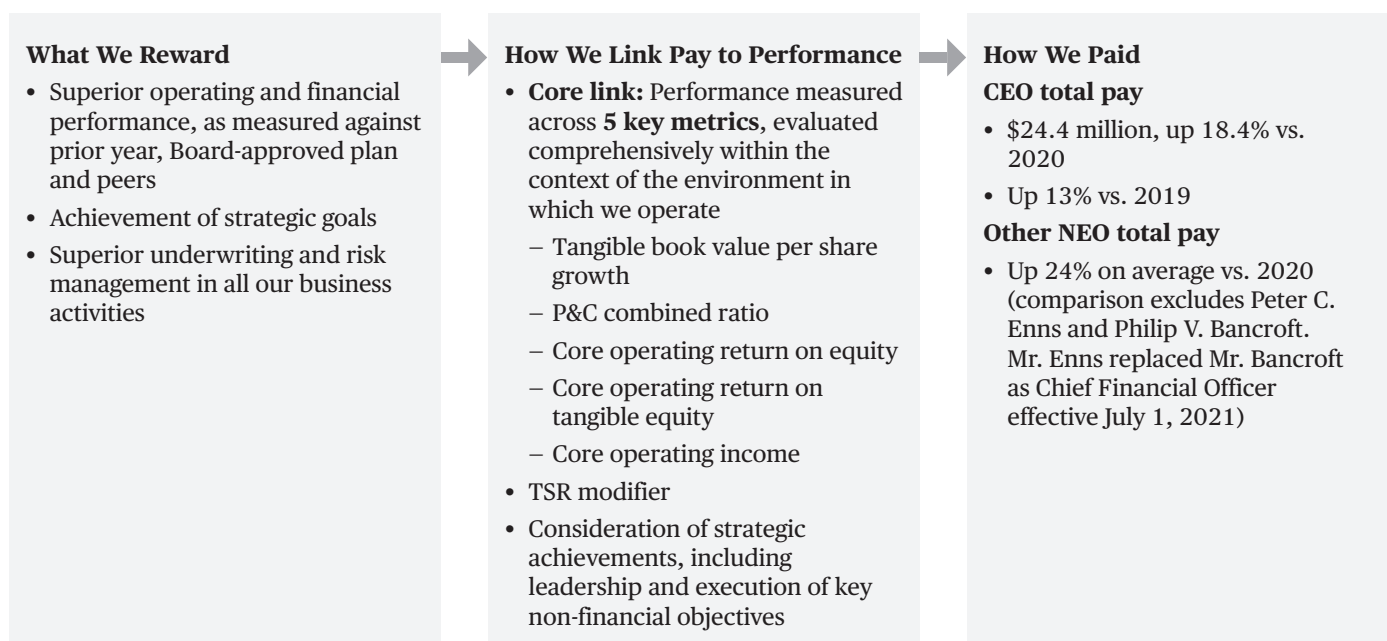 What We Reward
• Superior operating and financial
performance, as measured against
prior year, Board-approved plan
and peers
• Achievement of strategic goals
• Superior underwriting and risk
management in all our business
activities
How We Link Pay to Performance
• Core link: Performance measured
across 5 key metrics, evaluated
comprehensively within the
context of the environment in
which we operate
– Tangible book value per share
growth
– P&C combined ratio
– Core operating return on equity
– Core operating return on
tangible equity
– Core operating income
• TSR modifier
• Consideration of strategic
achievements, including
leadership and execution of key
non-financial objectives
How We Paid
CEO total pay
• $24.4 million, up 18.4% vs.
2020
• Up 13% vs. 2019
Other NEO total pay
• Up 24% on average vs. 2020
(comparison excludes Peter C.
Enns and Philip V. Bancroft.
Mr. Enns replaced Mr. Bancroft
as Chief Financial Officer
effective July 1, 2021)